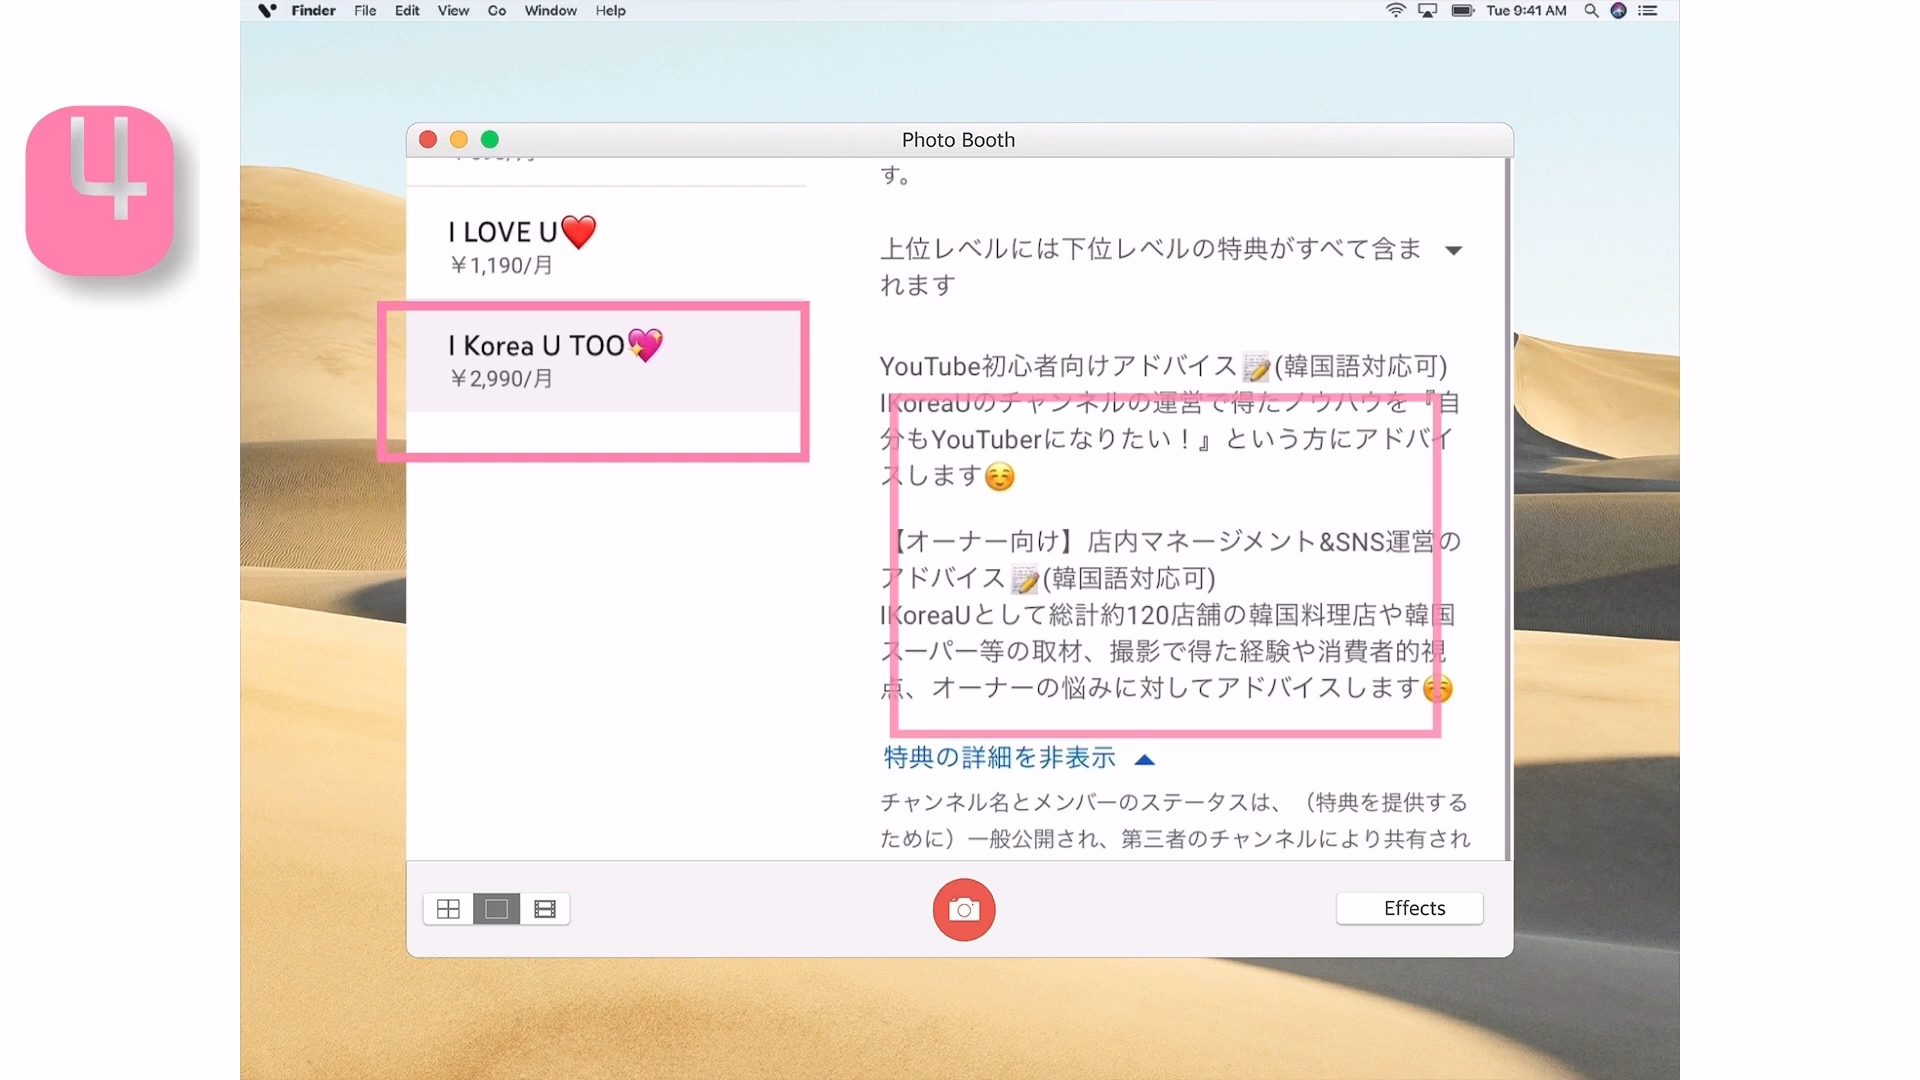 Finder File Edit View Go Window Help Tue 9:41 AM
4
Photo Booth
I LOVE U❤️
¥1,190/月
I Korea U TOO💖
¥2,990/月
す。
上位レベルには下位レベルの特典がすべて含ま
れます
YouTube初心者向けアドバイス📝(韓国語対応可)
IKoreaUのチャンネルの運営で得たノウハウを『自
分もYouTuberになりたい！』という方にアドバイ
スします☺️
【オーナー向け】店内マネージメント&SNS運営の
アドバイス📝(韓国語対応可)
IKoreaUとして総計約120店舗の韓国料理店や韓国
スーパー等の取材、撮影で得た経験や消費者的視
点、オーナーの悩みに対してアドバイスします☺️
特典の詳細を非表示
チャンネル名とメンバーのステータスは、（特典を提供する
ために）一般公開され、第三者のチャンネルにより共有され
Effects